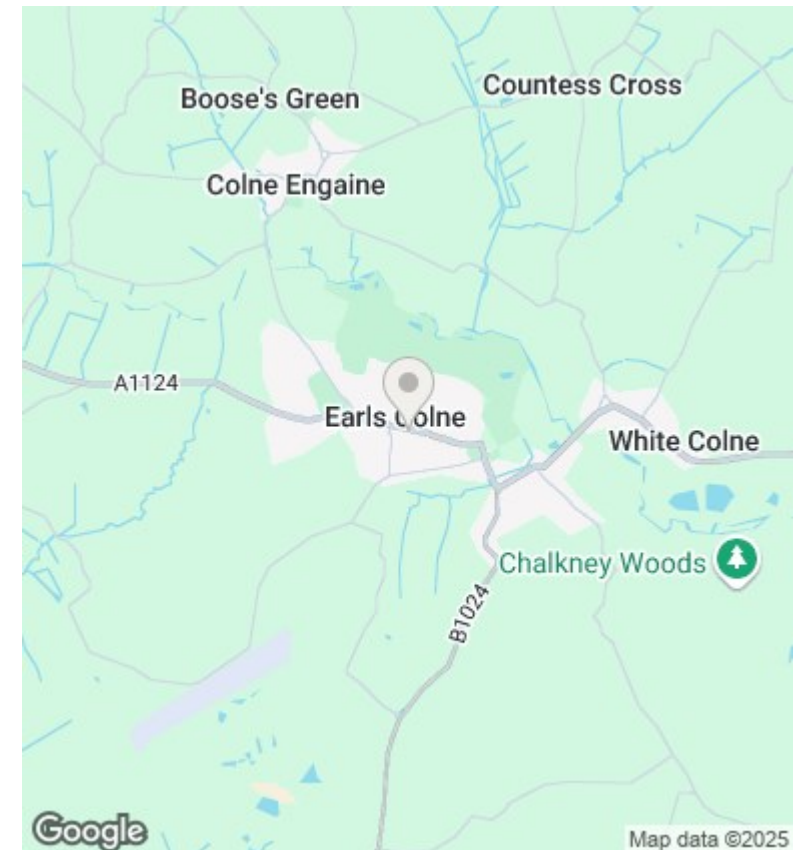 Countess Cross
Boose's Green
Colne Engaine
A1124
Earls Colne
White Colne
Chalkney Woods
B1024
Google
Map data ©2025